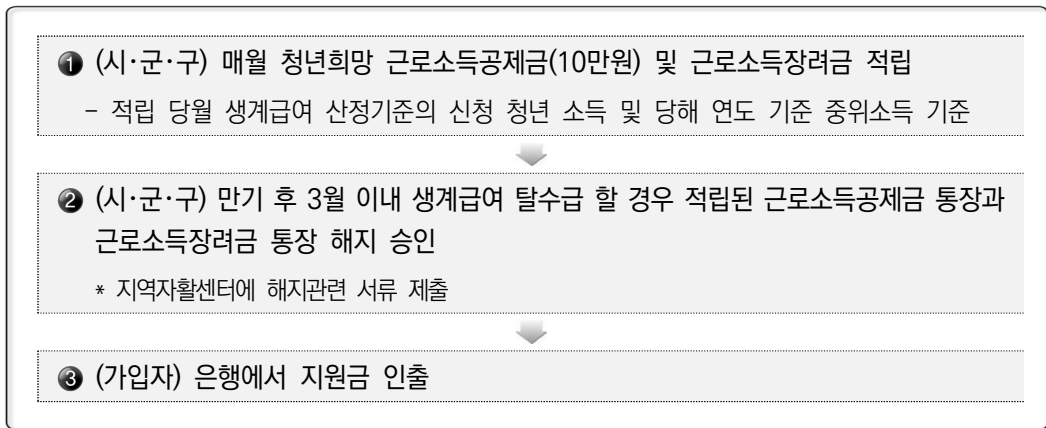 ❶ (시·군·구) 매월 청년희망 근로소득공제금(10만원) 및 근로소득장려금 적립
- 적립 당월 생계급여 산정기준의 신청 청년 소득 및 당해 연도 기준 중위소득 기준
❷ (시·군·구) 만기 후 3월 이내 생계급여 탈수급 할 경우 적립된 근로소득공제금 통장과
근로소득장려금 통장 해지 승인
* 지역자활센터에 해지관련 서류 제출
❸ (가입자) 은행에서 지원금 인출